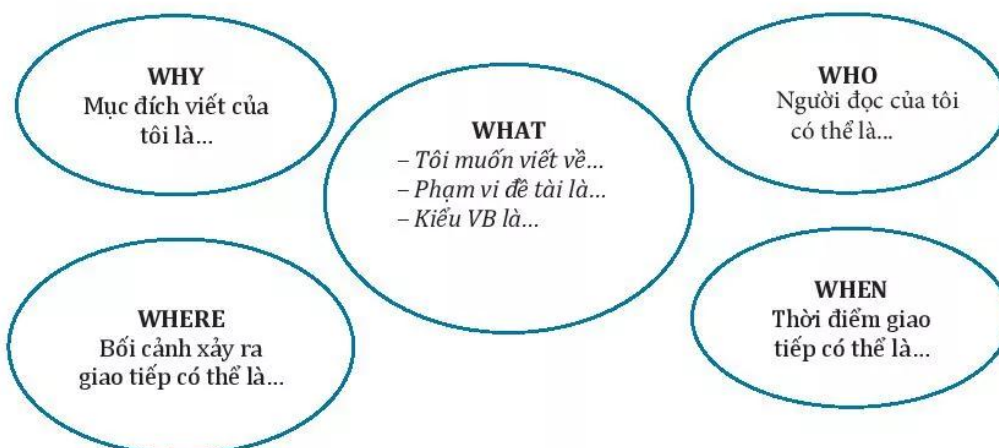 WHY
Mục đích viết của
tôi là...
WHAT
– Tôi muốn viết về...
– Phạm vi đề tài là...
– Kiểu VB là...
WHO
Người đọc của tôi
có thể là...
WHERE
Bối cảnh xảy ra
giao tiếp có thể là...
WHEN
Thời điểm giao
tiếp có thể là...